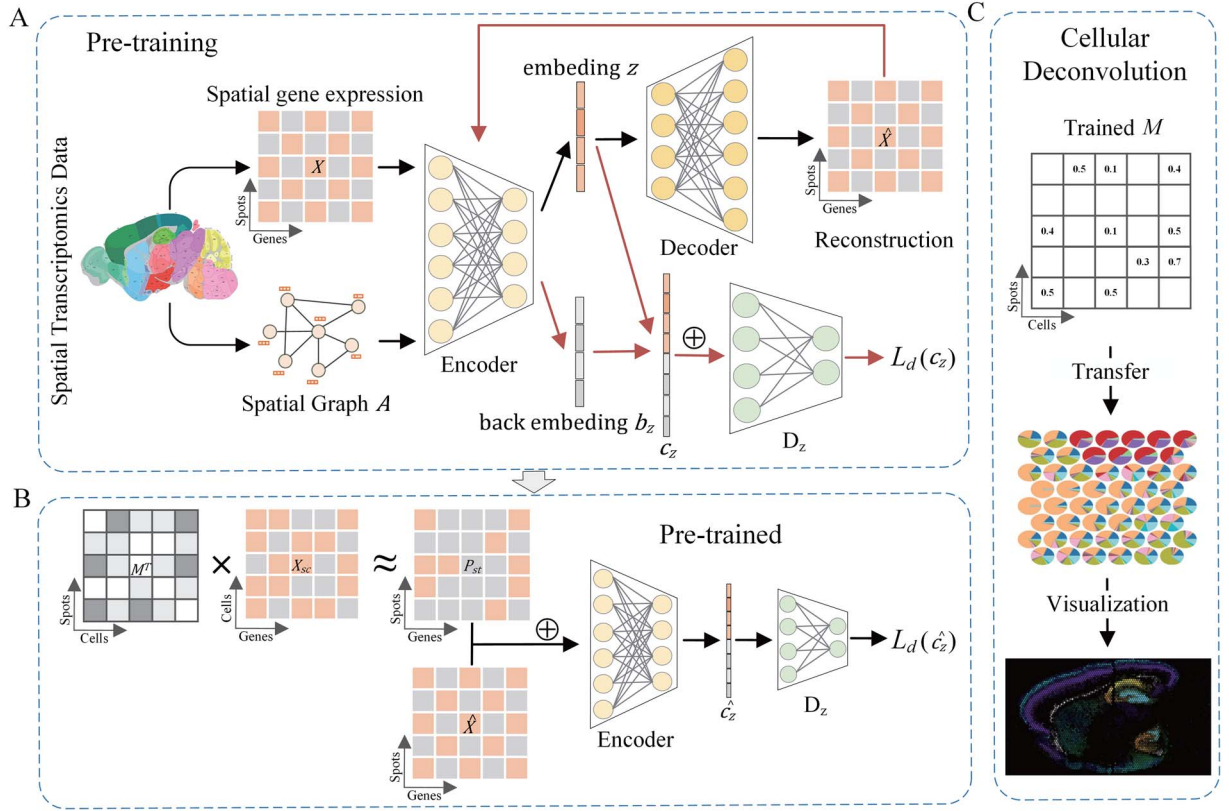 A
Pre-training
Spatial Transcriptomics Data
Spatial gene expression
X
Spots
Genes
Spatial Graph A
Encoder
embeding z
back embeding b_z
Decoder
X̂
Spots
Genes
Reconstruction
c_z
⊕
D_z
L_d(c_z)
B
Pre-trained
M^T
Spots
Cells
×
X_sc
Cells
Genes
≈
P_st
Spots
Genes
X̂
Spots
Genes
⊕
Encoder
ĉ_z
D_z
L_d(ĉ_z)
C
Cellular
Deconvolution
Trained M
0.5 0.1 0.4
0.4 0.1 0.5
0.3 0.7
0.5 0.5
Spots
Cells
Transfer
Visualization